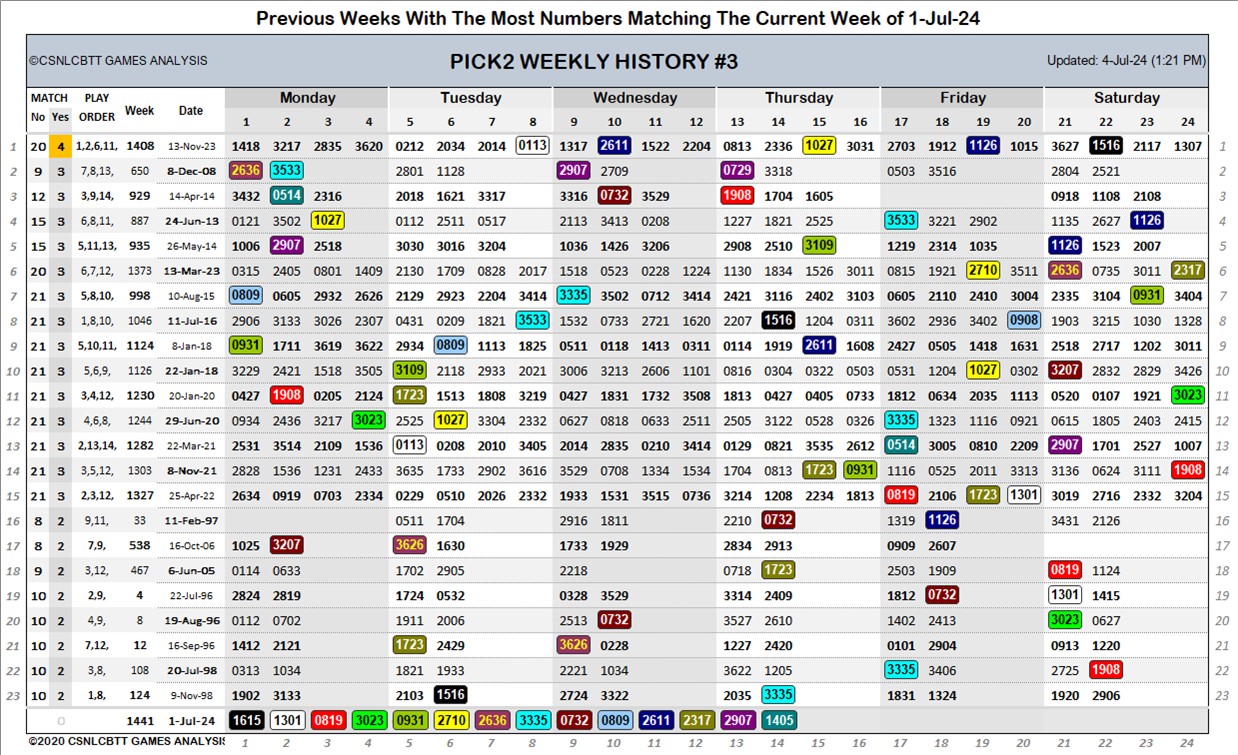 Previous Weeks With The Most Numbers Matching The Current Week of 1-Jul-24
©CSNLCBTT GAMES ANALYSIS PICK2 WEEKLY HISTORY #3 Updated: 4-Jul-24 (1:21 PM)
MATCH PLAY Week Date Monday Tuesday Wednesday Thursday Friday Saturday
No Yes ORDER 1 2 3 4 5 6 7 8 9 10 11 12 13 14 15 16 17 18 19 20 21 22 23 24
1 20 4 1,2,6,11, 1408 13-Nov-23 1418 3217 2835 3620 0212 2034 2014 0113 1317 2611 1522 2204 0813 2336 1027 3031 2703 1912 1126 1015 3627 1516 2117 1307 1
2 9 3 7,8,13, 650 8-Dec-08 2636 3533 2801 1128 2907 2709 0729 3318 0503 3516 2804 2521 2
3 12 3 3,9,14, 929 14-Apr-14 3432 0514 2316 2018 1621 3317 3316 0732 3529 1908 1704 1605 0918 1108 2108 3
4 15 3 6,8,11, 887 24-Jun-13 0121 3502 1027 0112 2511 0517 2113 3413 0208 1227 1821 2525 3533 3221 2902 1135 2627 1126 4
5 15 3 5,11,13, 935 26-May-14 1006 2907 2518 3030 3016 3204 1036 1426 3206 2908 2510 3109 1219 2314 1035 1126 1523 2007 5
6 20 3 6,7,12, 1373 13-Mar-23 0315 2405 0801 1409 2130 1709 0828 2017 1518 0523 0228 1224 1130 1834 1526 3011 0815 1921 2710 3511 2636 0735 3011 2317 6
7 21 3 5,8,10, 998 10-Aug-15 0809 0605 2932 2626 2129 2923 2204 3414 3335 3502 0712 3414 2421 3116 2402 3103 0605 2110 2410 3004 2335 3104 0931 3404 7
8 21 3 1,8,10, 1046 11-Jul-16 2906 3133 3026 2307 0431 0209 1821 3533 1532 0733 2721 1620 2207 1516 1204 0311 3602 2936 3402 0908 1903 3215 1030 1328 8
9 21 3 5,10,11, 1124 8-Jan-18 0931 1711 3619 3622 2934 0809 1113 1825 0511 0118 1413 0311 0114 1919 2611 1608 2427 0505 1418 1631 2518 2717 1202 3011 9
10 21 3 5,6,9, 1126 22-Jan-18 3229 2421 1518 3505 3109 2118 2933 2021 3006 3213 2606 1101 0816 0304 0322 0503 0531 1204 1027 0302 3207 2832 2829 3426 10
11 21 3 3,4,12, 1230 20-Jan-20 0427 1908 0205 2124 1723 1513 1808 3219 0427 1831 1732 3508 1813 0427 0405 0733 1812 0634 2035 1113 0520 0107 1921 3023 11
12 21 3 4,6,8, 1244 29-Jun-20 0934 2436 3217 3023 2525 1027 3304 2332 0627 0818 0633 2511 2505 3122 0528 0326 3335 1323 1116 0921 0615 1805 2403 2415 12
13 21 3 2,13,14, 1282 22-Mar-21 2531 3514 2109 1536 0113 0208 2010 3405 2014 2835 0210 3414 0129 0821 3535 2612 0514 3005 0810 2209 2907 1701 2527 1007 13
14 21 3 3,5,12, 1303 8-Nov-21 2828 1536 1231 2433 3635 1733 2902 3616 3529 0708 1334 1534 1704 0813 1723 0931 1116 0525 2011 3313 3136 0624 3111 1908 14
15 21 3 2,3,12, 1327 25-Apr-22 2634 0919 0703 2334 0229 0510 2026 2332 1933 1531 3515 0736 3214 1208 2234 1813 0819 2106 1723 1301 3019 2716 2332 3204 15
16 8 2 9,11, 33 11-Feb-97 0511 1704 2916 1811 2210 0732 1319 1126 3431 2126 16
17 8 2 7,9, 538 16-Oct-06 1025 3207 3626 1630 1733 1929 2834 2913 0909 2607 17
18 9 2 3,12, 467 6-Jun-05 0114 0633 1702 2905 2218 0718 1723 2503 1909 0819 1124 18
19 10 2 2,9, 4 22-Jul-96 2824 2819 1724 0532 0328 3529 3314 2409 1812 0732 1301 1415 19
20 10 2 4,9, 8 19-Aug-96 0112 0702 1911 2006 2513 0732 3527 2610 1402 2413 3023 0627 20
21 10 2 7,12, 12 16-Sep-96 1412 2121 1723 2429 3626 0228 1227 2420 0101 2904 0913 1220 21
22 10 2 3,8, 108 20-Jul-98 0313 1034 1821 1933 2221 1034 3622 1205 3335 3406 2725 1908 22
23 10 2 1,8, 124 9-Nov-98 1902 3133 2103 1516 2724 3322 2035 3335 1831 1324 1920 2906 23
0 1441 1-Jul-24 1615 1301 0819 3023 0931 2710 2636 3335 0732 0809 2611 2317 2907 1405
©2020 CSNLCBTT GAMES ANALYSIS 1 2 3 4 5 6 7 8 9 10 11 12 13 14 15 16 17 18 19 20 21 22 23 24